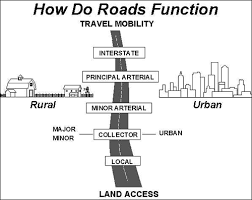 How Do Roads Function
TRAVEL MOBILITY
INTERSTATE
PRINCIPAL ARTERIAL
Rural
Urban
MINOR ARTERIAL
MAJOR
MINOR
COLLECTOR
URBAN
LOCAL
LAND ACCESS